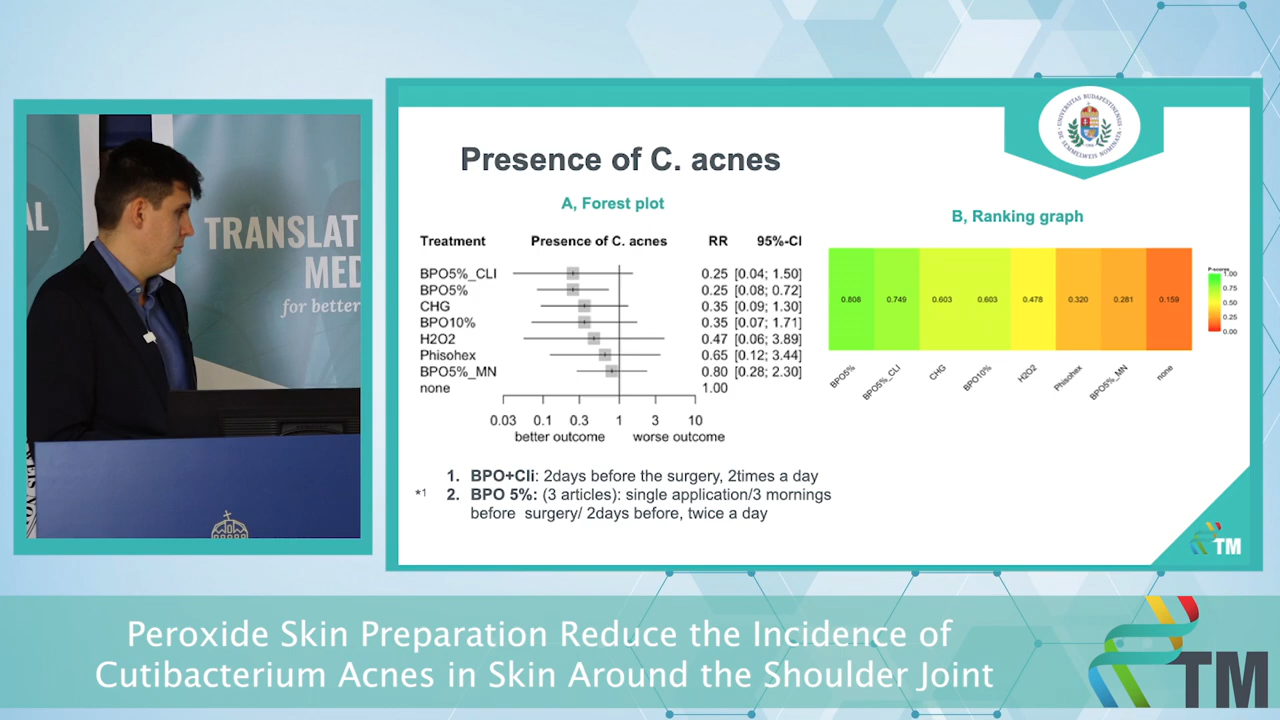 AL
TRANSLAT
MED
for better
Presence of C. acnes
UNIVERSITAS BUDAPESTINENSIS
DE SEMMELWEIS NOMINATA
A, Forest plot
Treatment Presence of C. acnes RR 95%-CI
BPO5%_CLI 0.25 [0.04; 1.50]
BPO5% 0.25 [0.08; 0.72]
CHG 0.35 [0.09; 1.30]
BPO10% 0.35 [0.07; 1.71]
H2O2 0.47 [0.06; 3.89]
Phisohex 0.65 [0.12; 3.44]
BPO5%_MN 0.80 [0.28; 2.30]
none 1.00
0.03 0.1 0.3 1 3 10
better outcome worse outcome
B, Ranking graph
0.808 0.749 0.603 0.603 0.478 0.320 0.281 0.159
BPO5% BPO5%_CLI CHG BPO10% H2O2 Phisohex BPO5%_MN none
P-scores
1.00
0.75
0.50
0.25
0.00
1. BPO+Cli: 2days before the surgery, 2times a day
*1 2. BPO 5%: (3 articles): single application/3 mornings
before surgery/ 2days before, twice a day
TM
Peroxide Skin Preparation Reduce the Incidence of
Cutibacterium Acnes in Skin Around the Shoulder Joint
TM